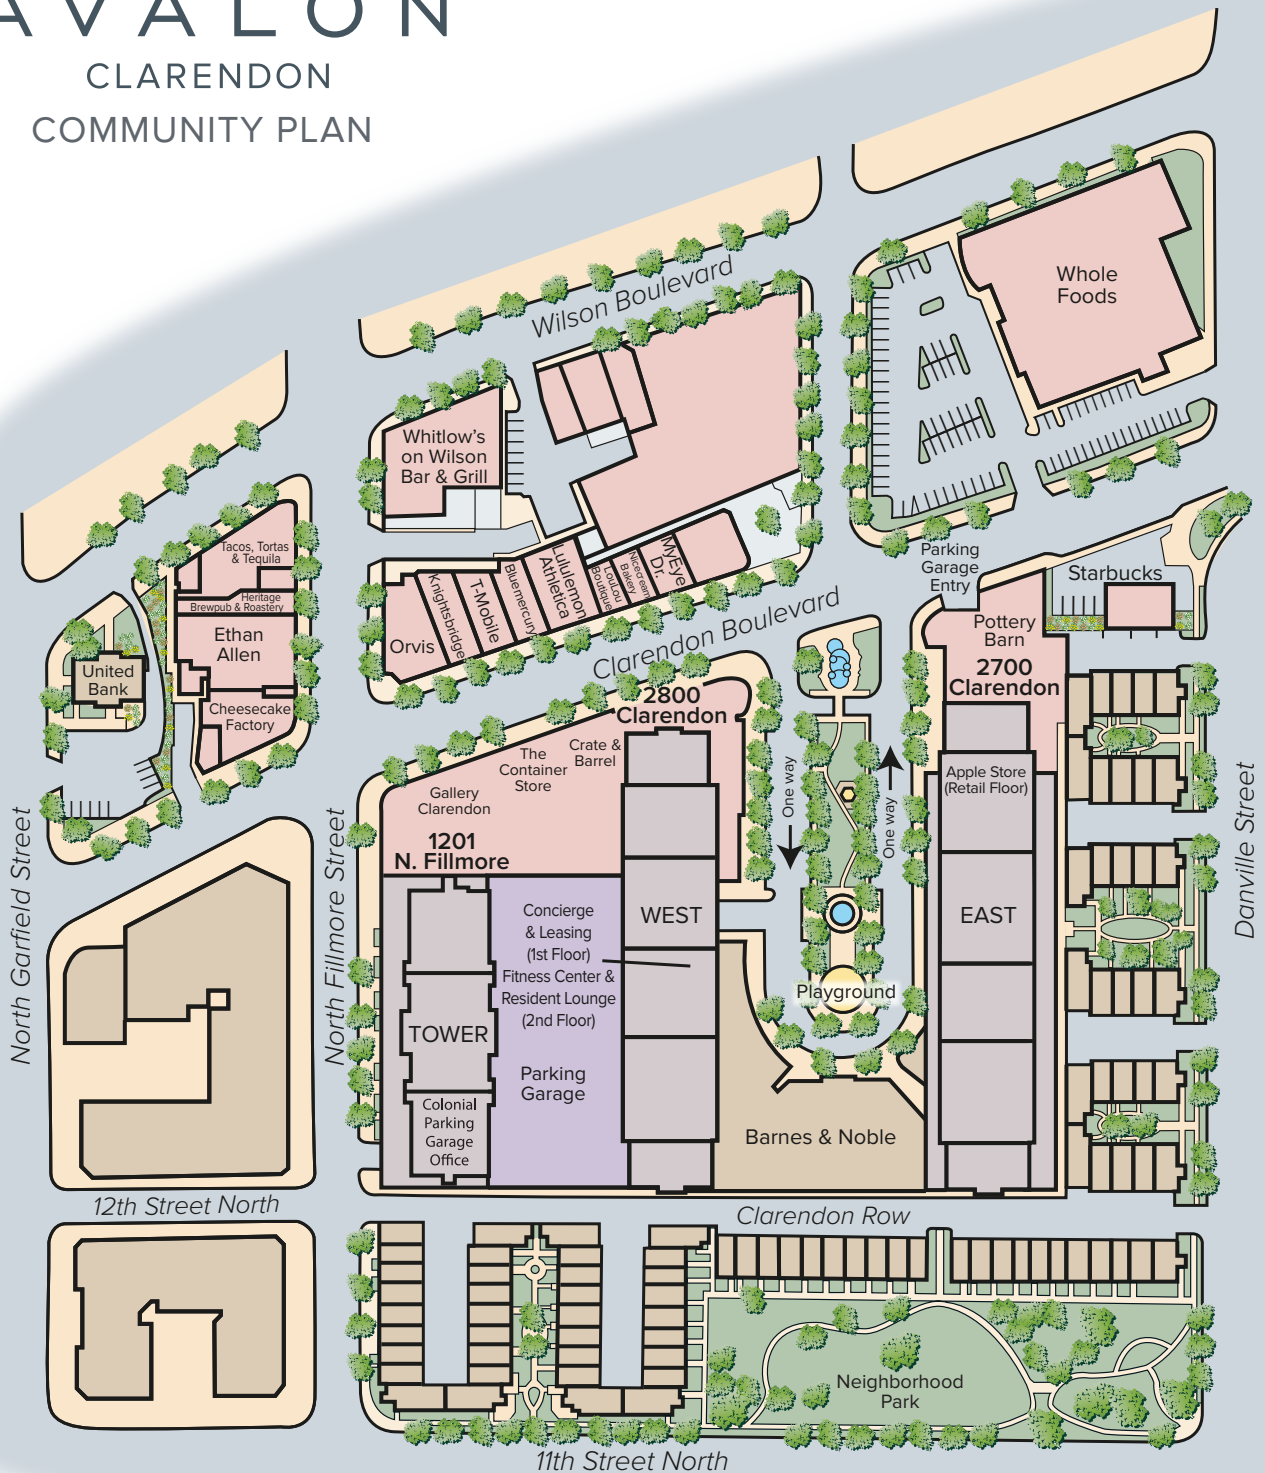 AVALON
CLARENDON
COMMUNITY PLAN
Wilson Boulevard
Whole
Foods
Whitlow's
on Wilson
Bar & Grill
Tacos, Tortas
& Tequila
Heritage
Brewpub & Roastery
Ethan
Allen
United
Bank
Cheesecake
Factory
Orvis
Knightsbridge
T-Mobile
Bluemercury
Lululemon
Athletica
Loulou
Boutique
Nicecream
Bakery
MyEye
Dr.
Parking
Garage
Entry
Starbucks
Clarendon Boulevard
Pottery
Barn
2700
Clarendon
2800
Clarendon
Crate &
Barrel
The
Container
Store
Gallery
Clarendon
1201
N. Fillmore
One way
One way
Apple Store
(Retail Floor)
North Garfield Street
North Fillmore Street
Danville Street
Concierge
& Leasing
(1st Floor)
Fitness Center &
Resident Lounge
(2nd Floor)
WEST
EAST
Playground
TOWER
Parking
Garage
Colonial
Parking
Garage
Office
Barnes & Noble
12th Street North
Clarendon Row
Neighborhood
Park
11th Street North